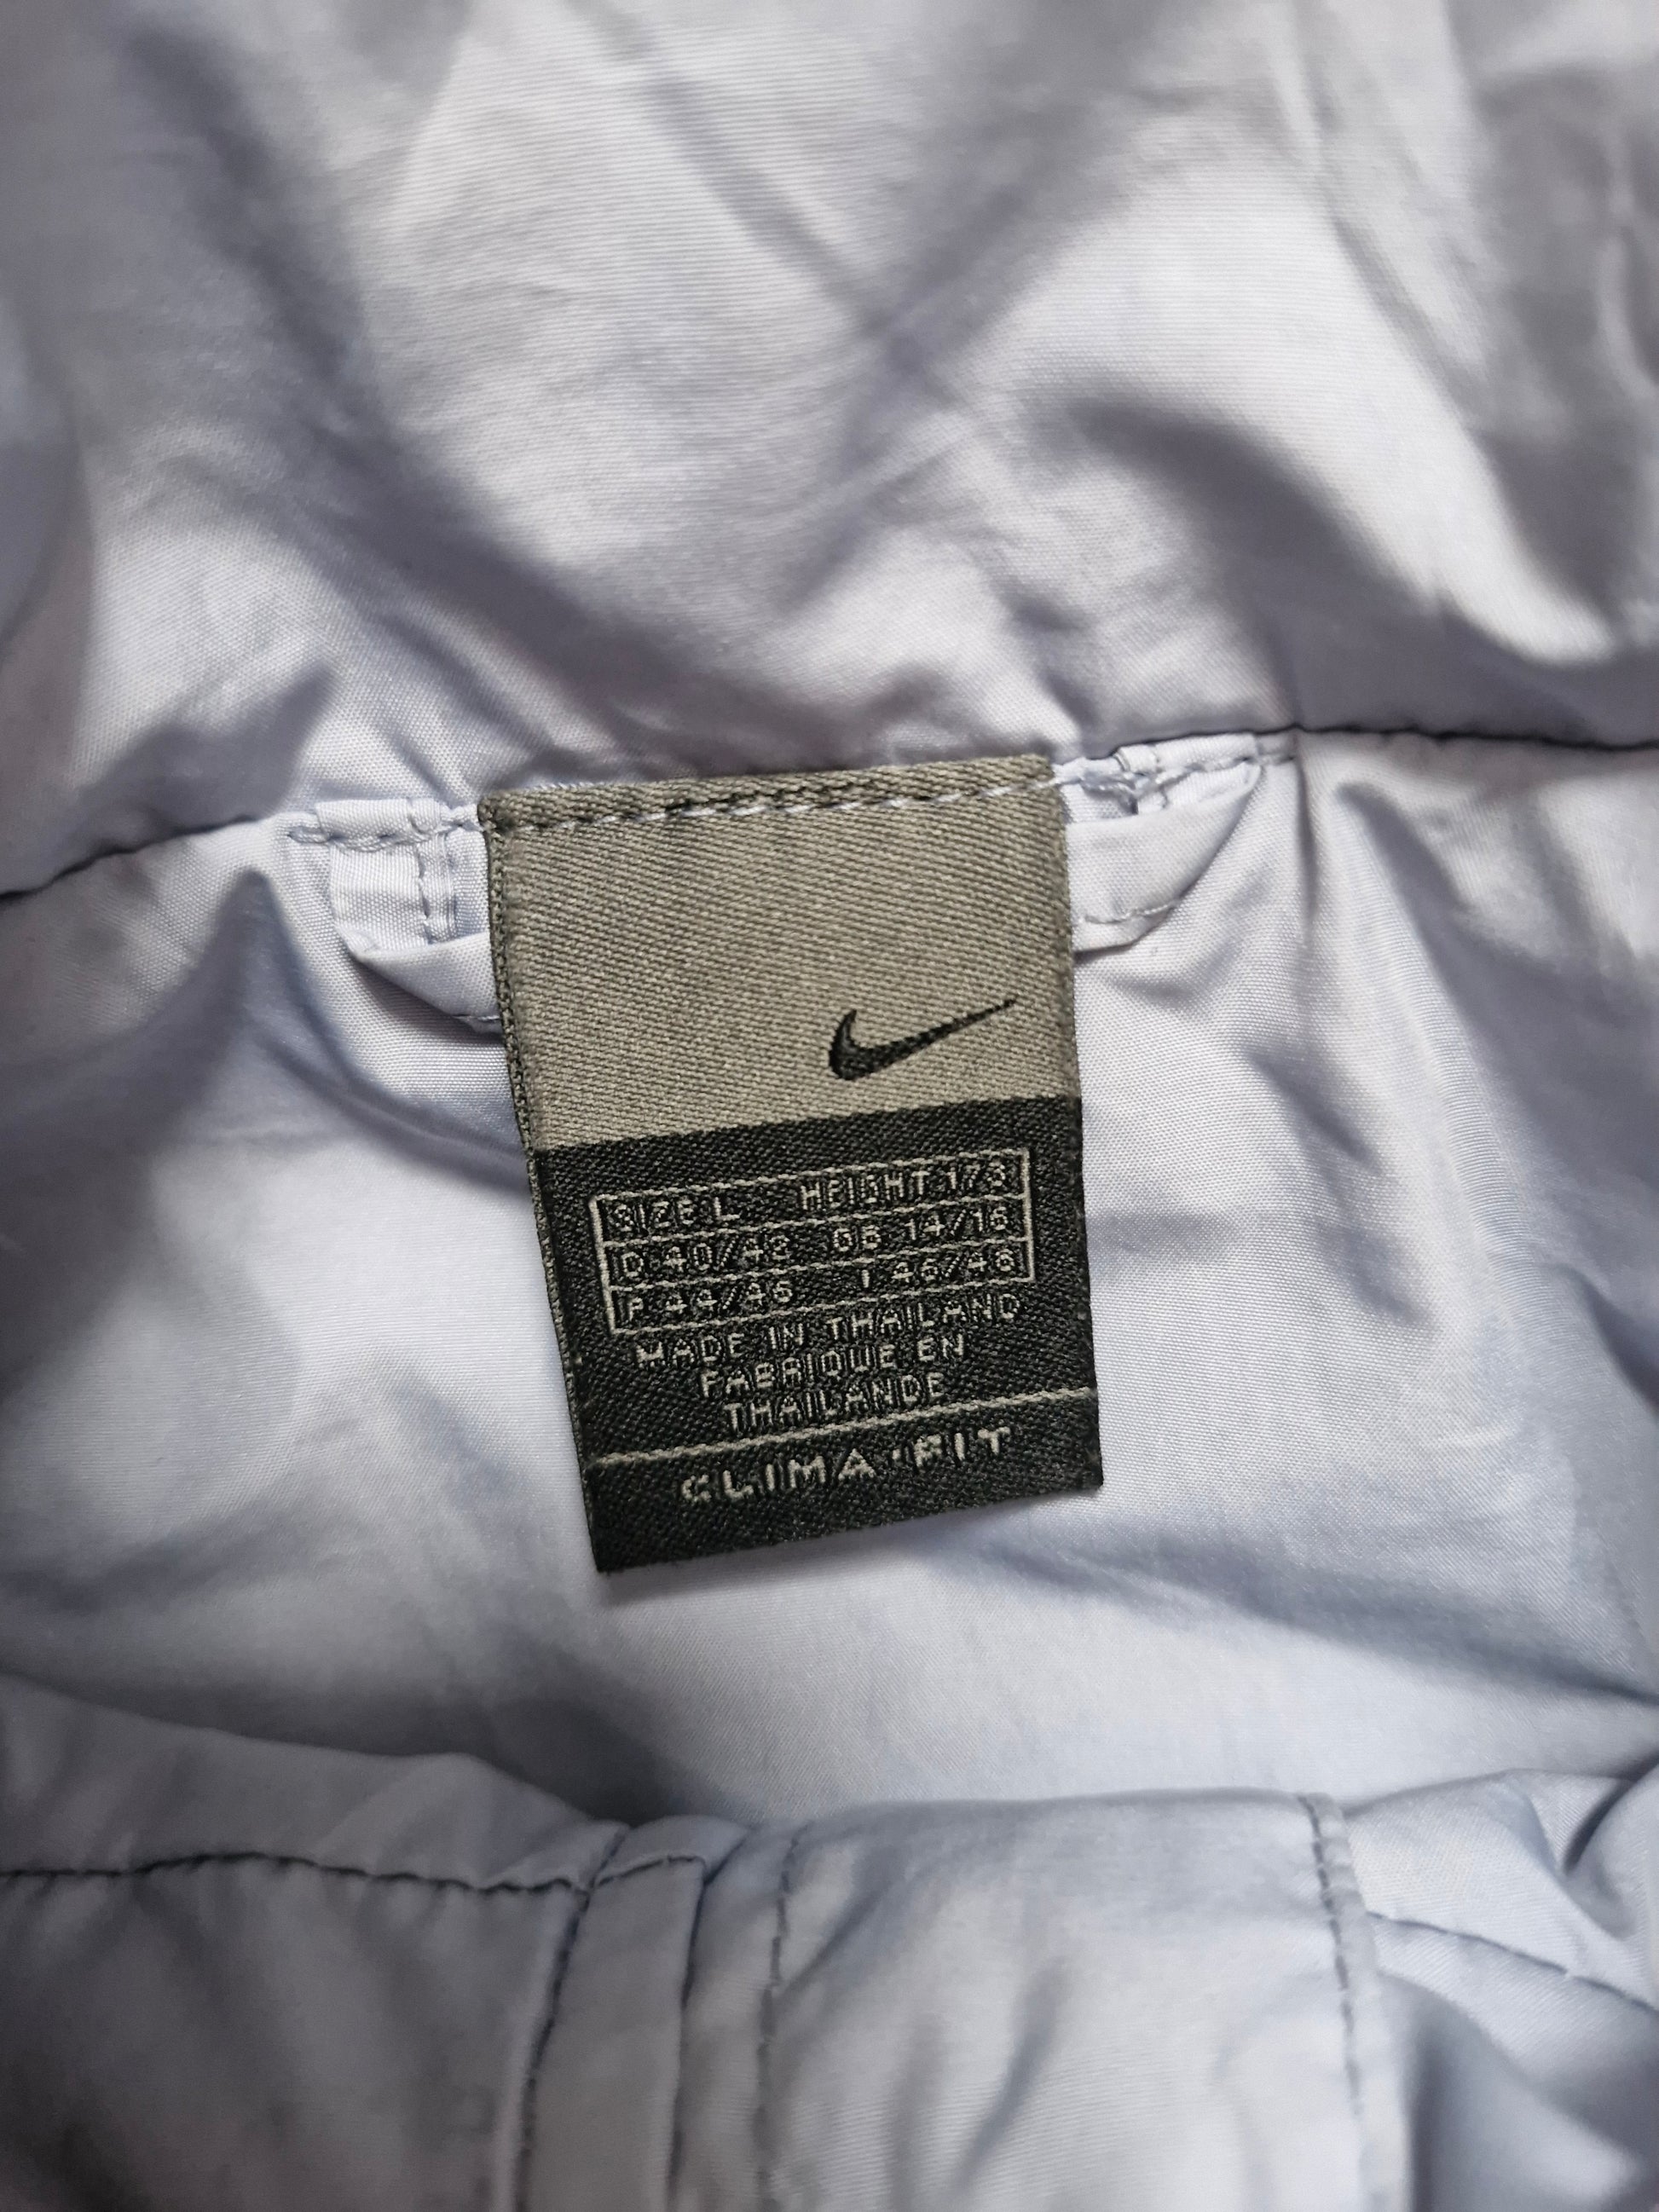 SIZE L HEIGHT 173
D 40/42 GB 14/16
F 44/46 I 46/48
MADE IN THAILAND
FABRIQUE EN
THAILANDE
CLIMA-FIT